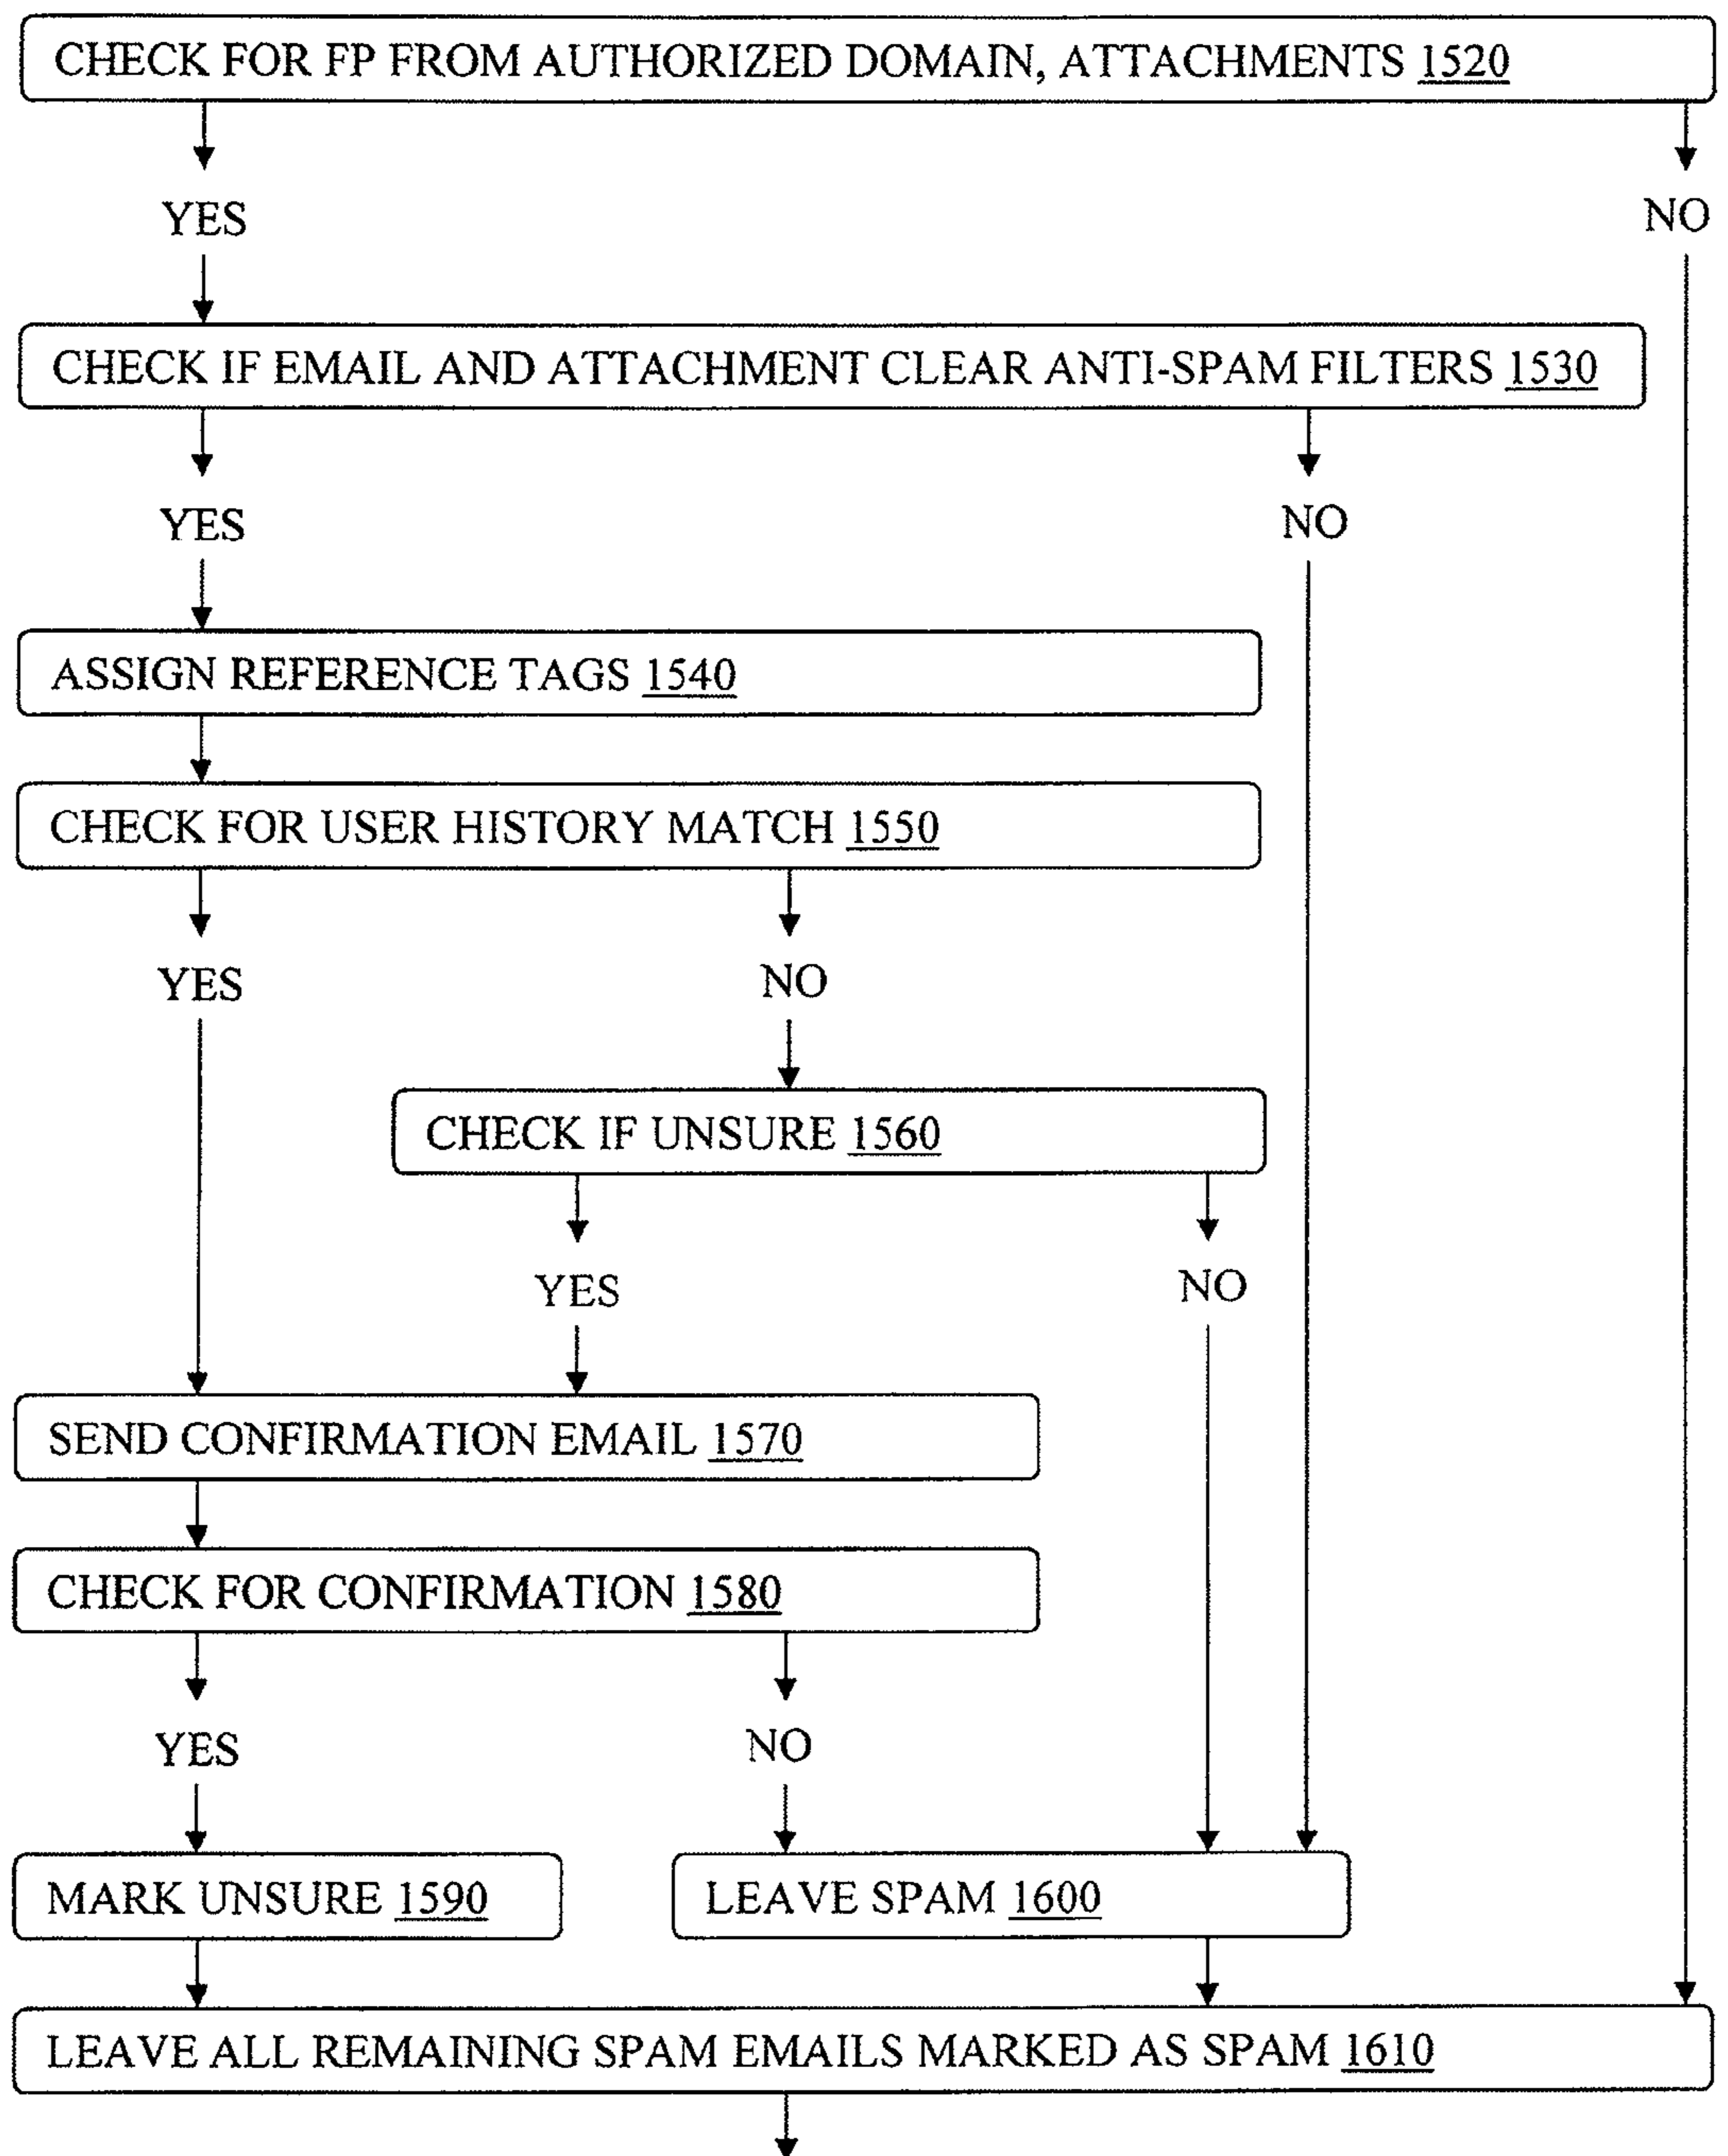 CHECK FOR FP FROM AUTHORIZED DOMAIN, ATTACHMENTS 1520
YES
NO
CHECK IF EMAIL AND ATTACHMENT CLEAR ANTI-SPAM FILTERS 1530
YES
NO
ASSIGN REFERENCE TAGS 1540
CHECK FOR USER HISTORY MATCH 1550
YES
NO
CHECK IF UNSURE 1560
YES
NO
SEND CONFIRMATION EMAIL 1570
CHECK FOR CONFIRMATION 1580
YES
NO
MARK UNSURE 1590
LEAVE SPAM 1600
LEAVE ALL REMAINING SPAM EMAILS MARKED AS SPAM 1610